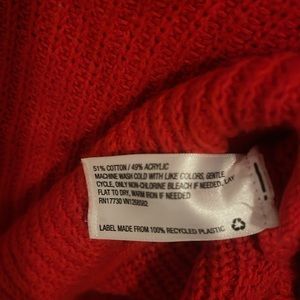 51% COTTON / 49% ACRYLIC
MACHINE WASH COLD WITH LIKE COLORS, GENTLE
CYCLE, ONLY NON-CHLORINE BLEACH IF NEEDED, LAY
FLAT TO DRY, WARM IRON IF NEEDED
RN17730
LABEL MADE FROM 100% RECYCLED PLASTIC